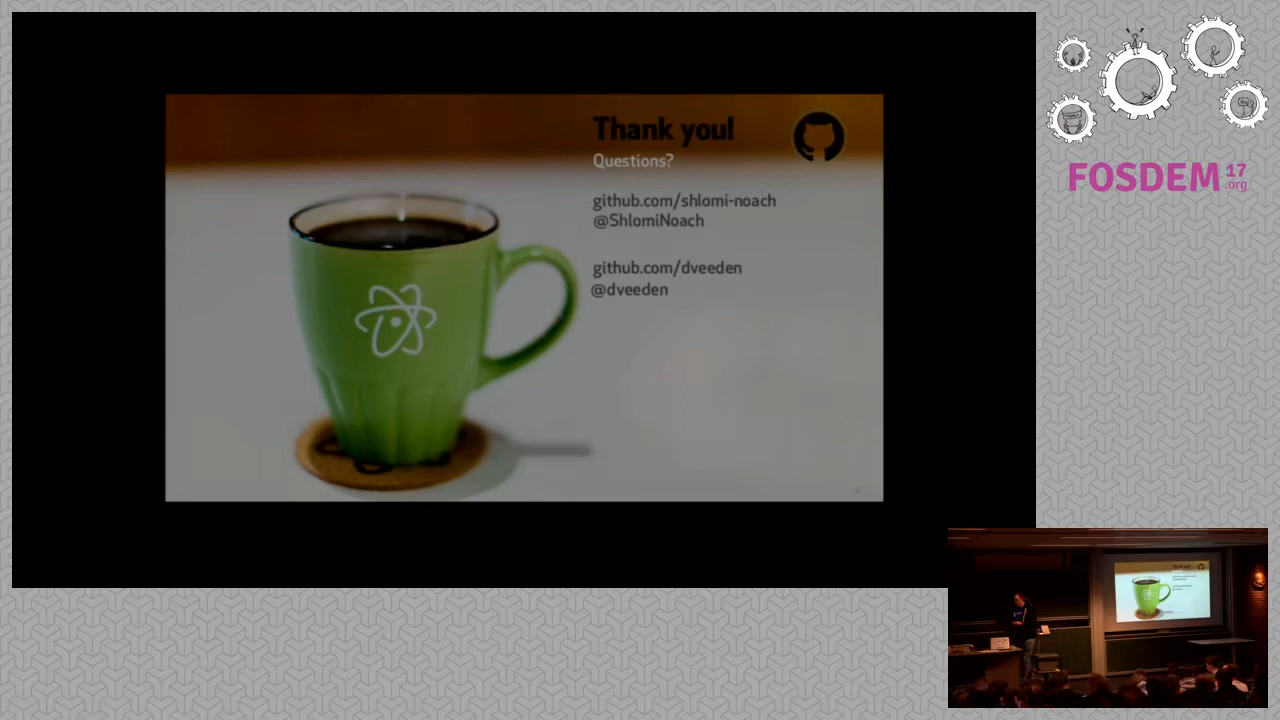 Thank you!
Questions?
github.com/shlomi-noach
@ShlomiNoach
github.com/dveeden
@dveeden
FOSDEM 17
.org